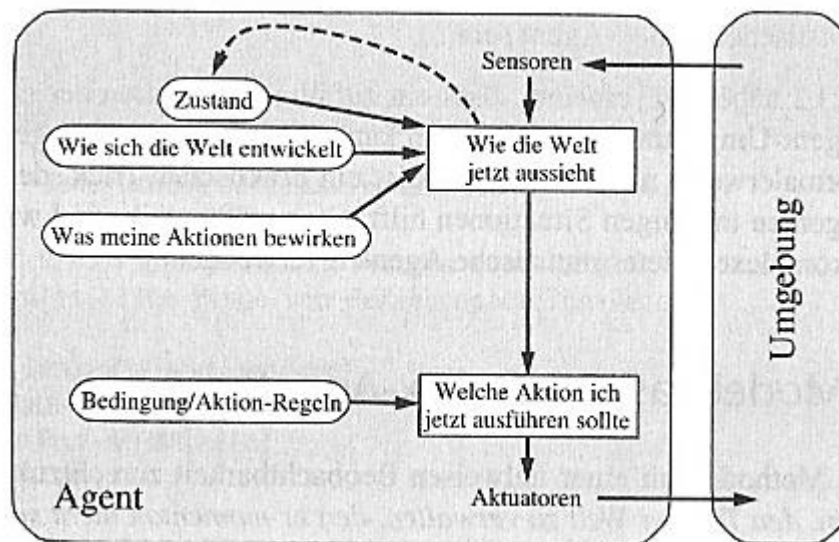 Sensoren
Zustand
Wie sich die Welt entwickelt
Wie die Welt
jetzt aussicht
Was meine Aktionen bewirken
Umgebung
Bedingung/Aktion-Regeln
Welche Aktion ich
jetzt ausführen sollte
Agent
Aktuatoren